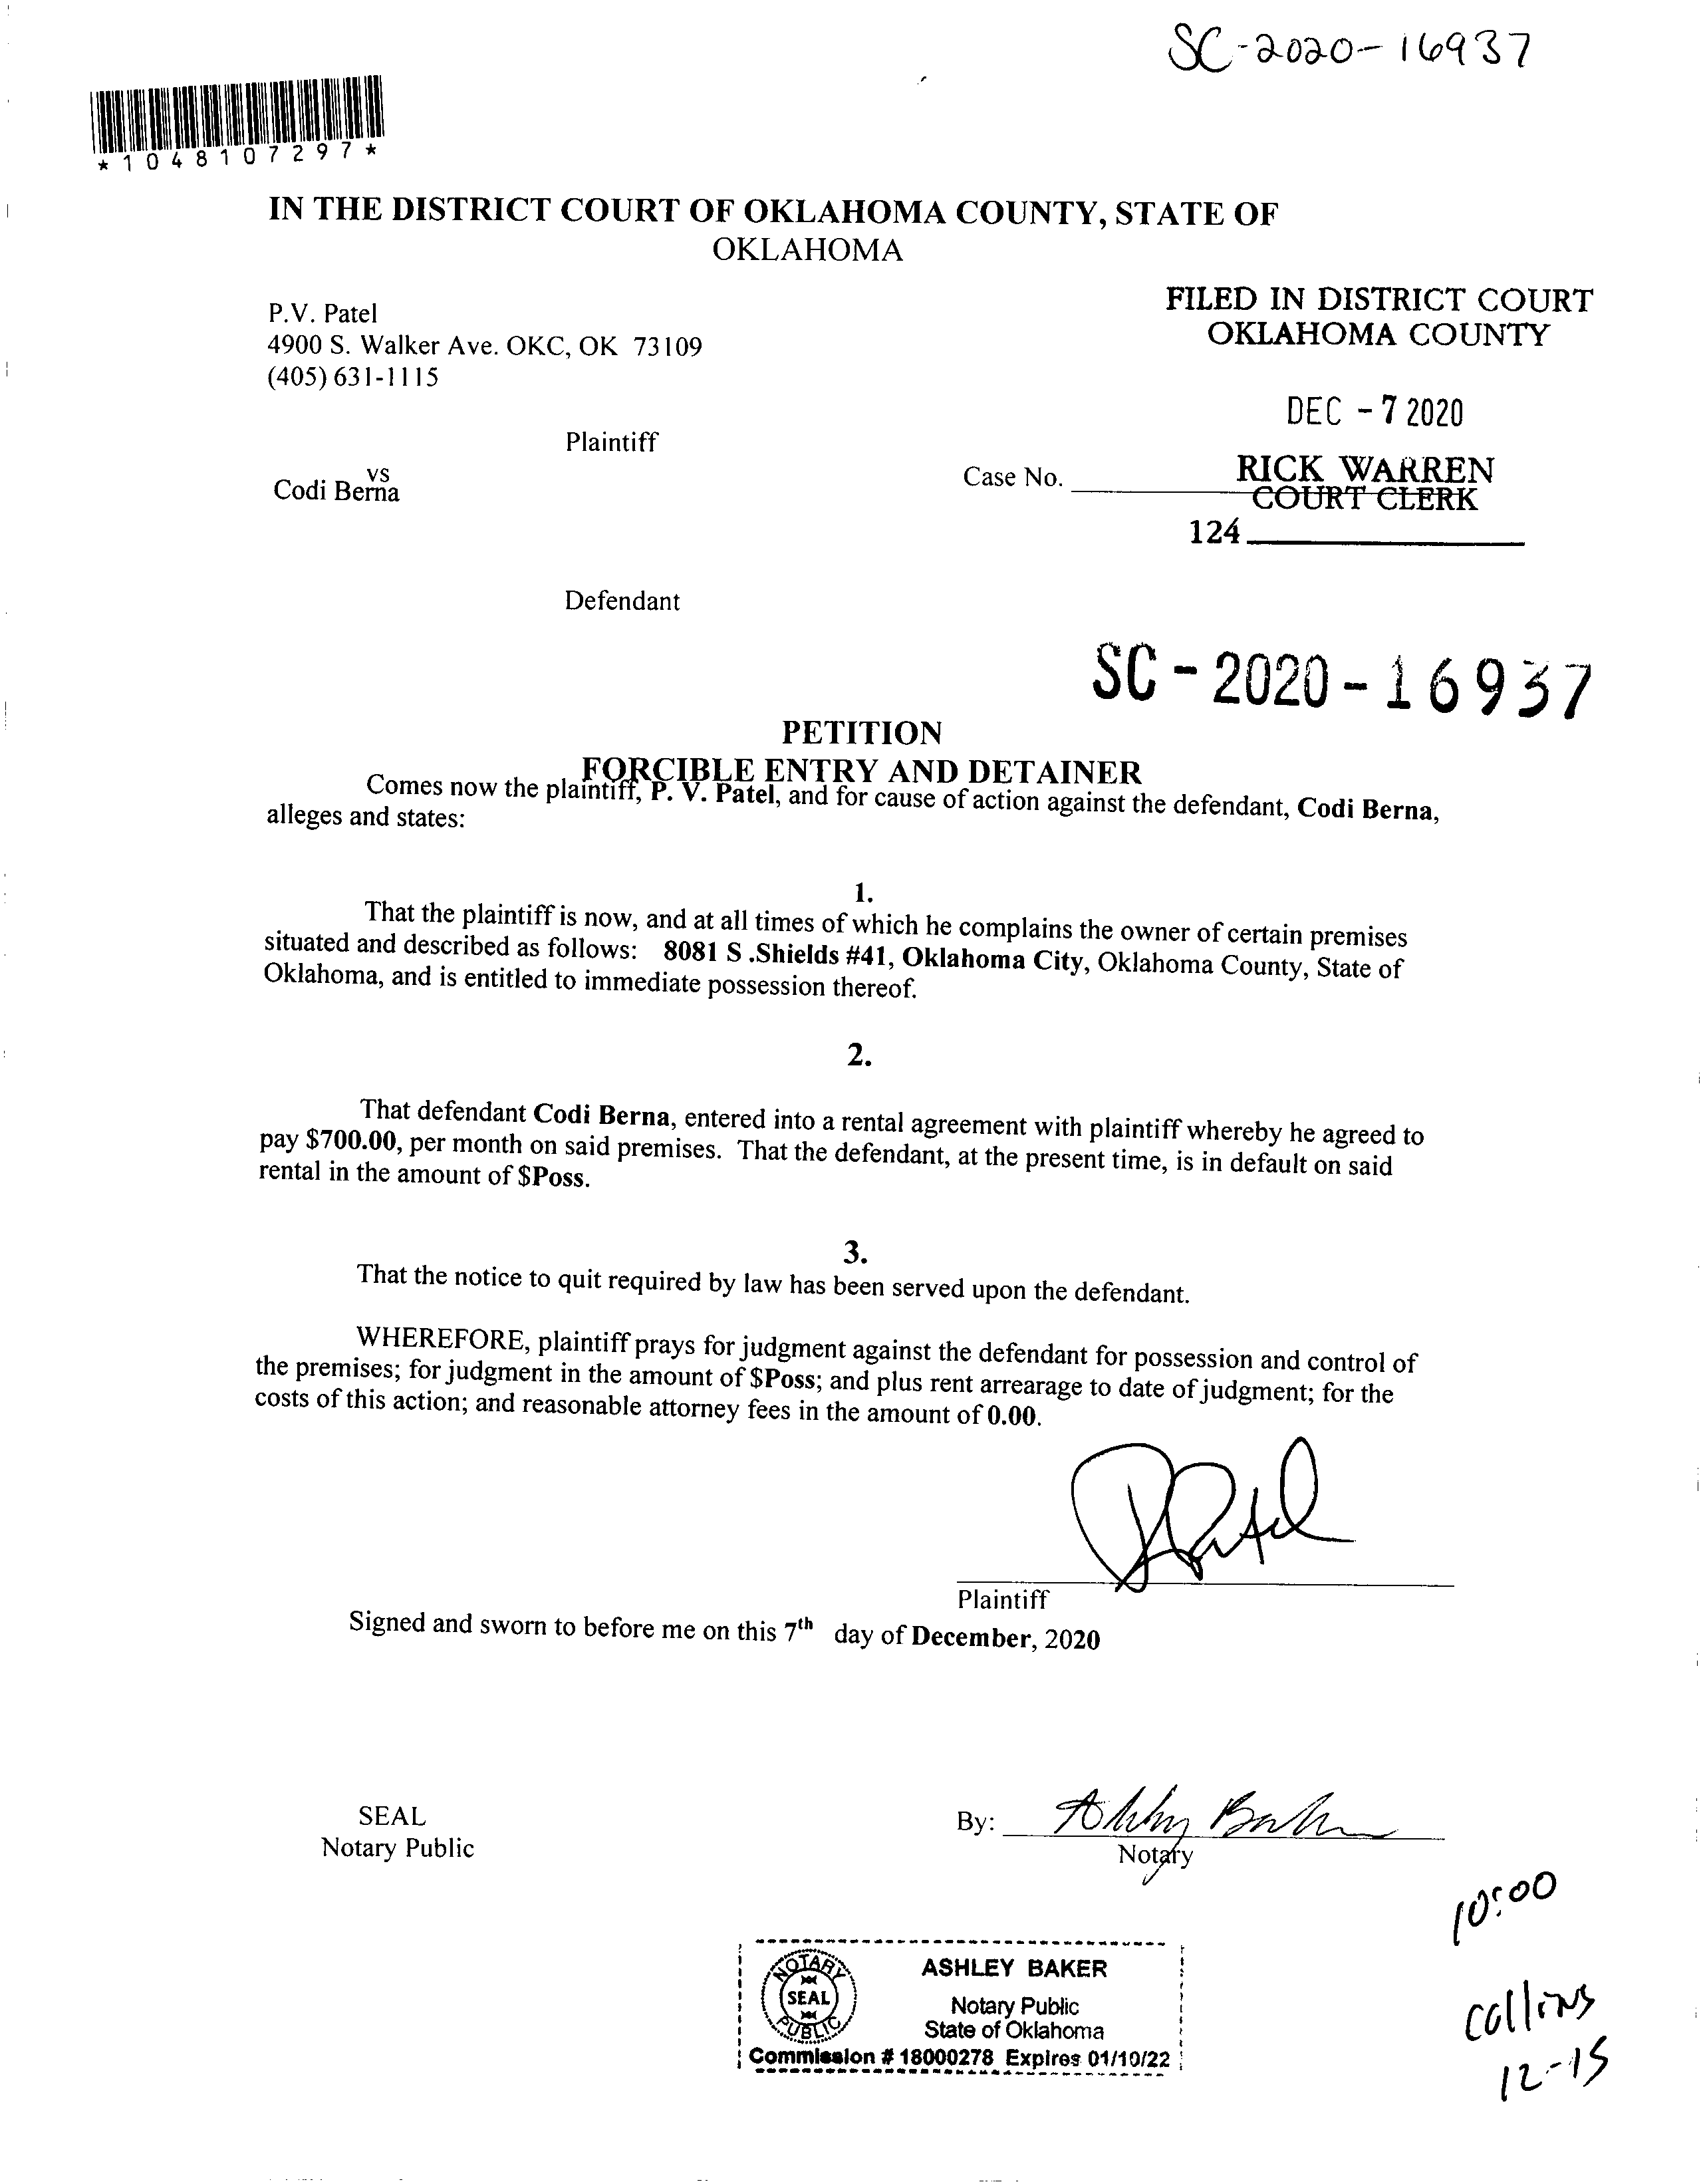 SC-2020-16937
*1048107297*
IN THE DISTRICT COURT OF OKLAHOMA COUNTY, STATE OF
OKLAHOMA
P.V. Patel
4900 S. Walker Ave. OKC, OK 73109
(405) 631-1115
FILED IN DISTRICT COURT
OKLAHOMA COUNTY
DEC - 7 2020
Plaintiff
vs
Codi Berna
Case No.
RICK WARREN
COURT CLERK
124
Defendant
SC - 2020 - 16937
PETITION
FORCIBLE ENTRY AND DETAINER
Comes now the plaintiff, P. V. Patel, and for cause of action against the defendant, Codi Berna,
alleges and states:
1.
That the plaintiff is now, and at all times of which he complains the owner of certain premises
situated and described as follows: 8081 S .Shields #41, Oklahoma City, Oklahoma County, State of
Oklahoma, and is entitled to immediate possession thereof.
2.
That defendant Codi Berna, entered into a rental agreement with plaintiff whereby he agreed to
pay $700.00, per month on said premises. That the defendant, at the present time, is in default on said
rental in the amount of $Poss.
3.
That the notice to quit required by law has been served upon the defendant.
WHEREFORE, plaintiff prays for judgment against the defendant for possession and control of
the premises; for judgment in the amount of $Poss; and plus rent arrearage to date of judgment; for the
costs of this action; and reasonable attorney fees in the amount of 0.00.
Plaintiff
Signed and sworn to before me on this 7th day of December, 2020
SEAL
Notary Public
By: Ashley Baker
Notary
10:00
NOTARY
SEAL
PUBLIC
ASHLEY BAKER
Notary Public
State of Oklahoma
Commission # 18000278 Expires 01/10/22
collins
12-15